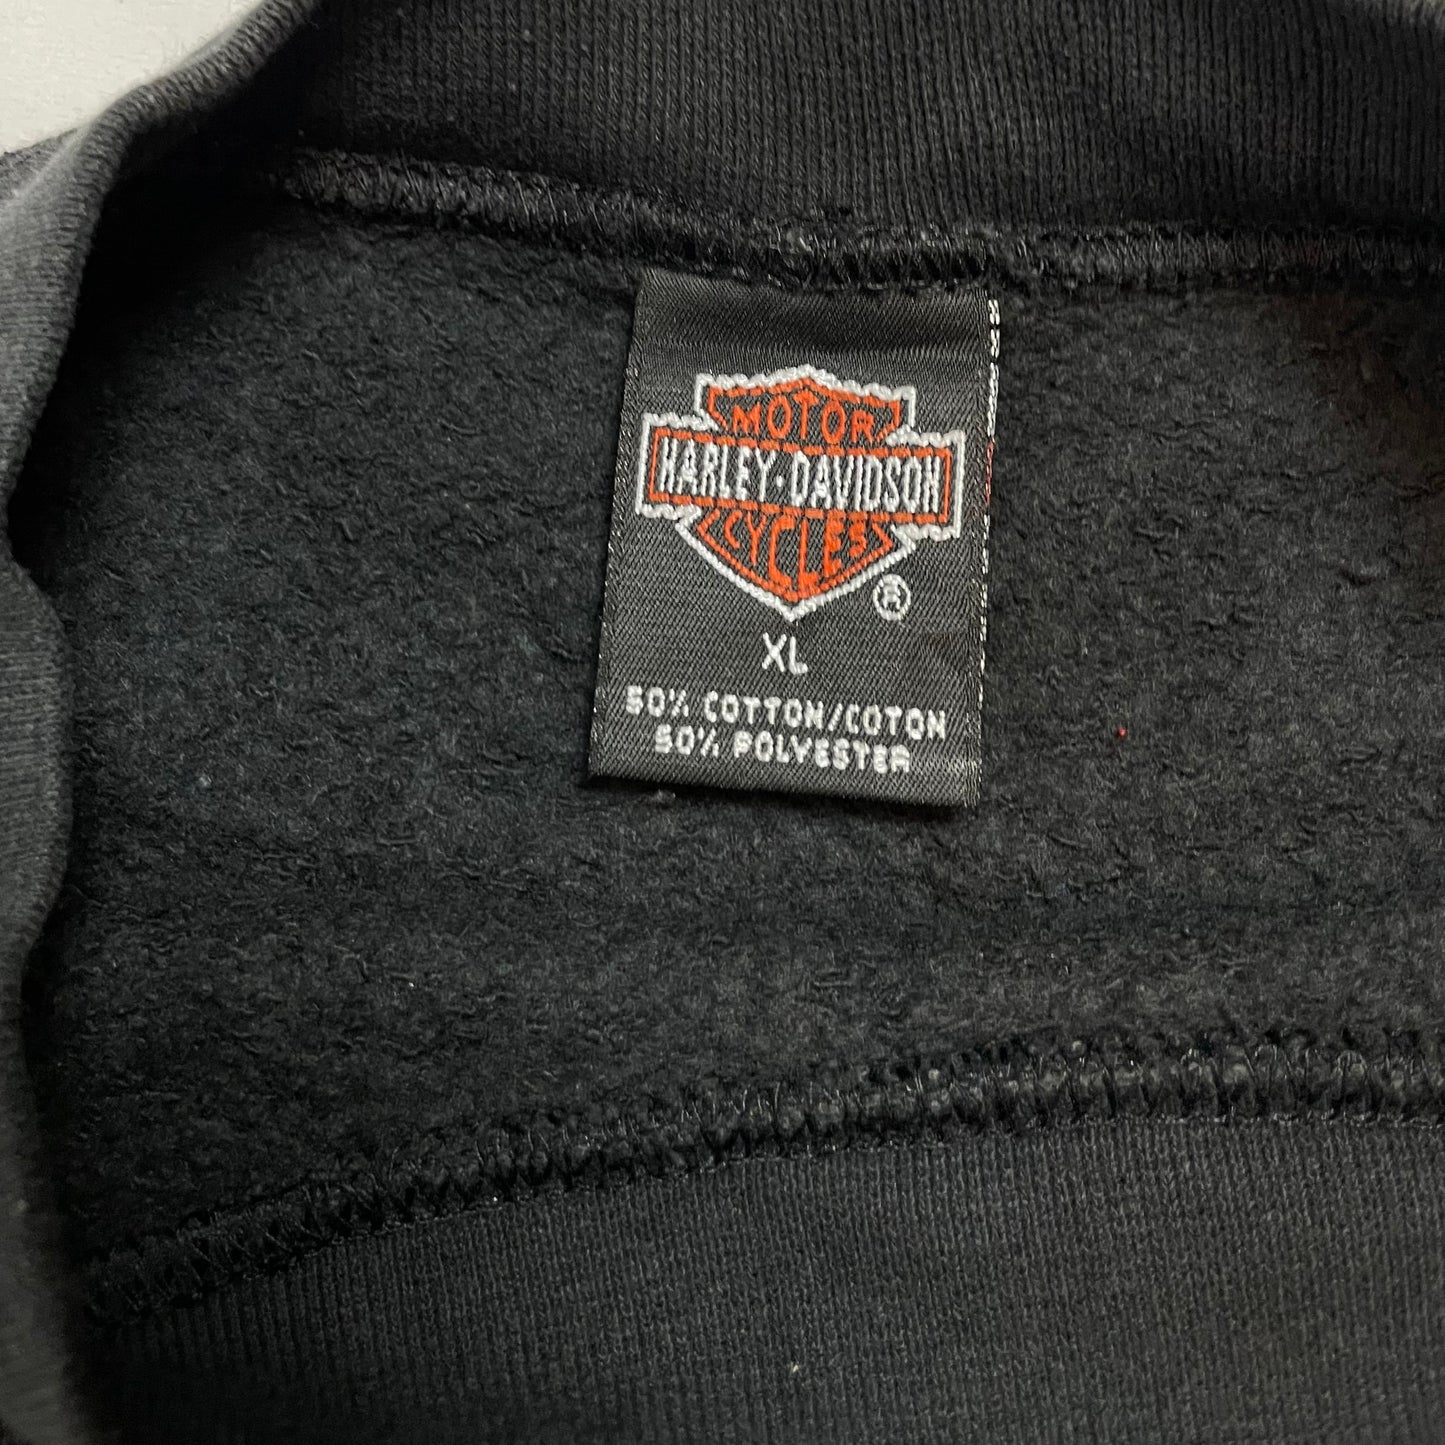 MOTOR
HARLEY-DAVIDSON
CYCLES
®
XL
50% COTTON/COTON
50% POLYESTER